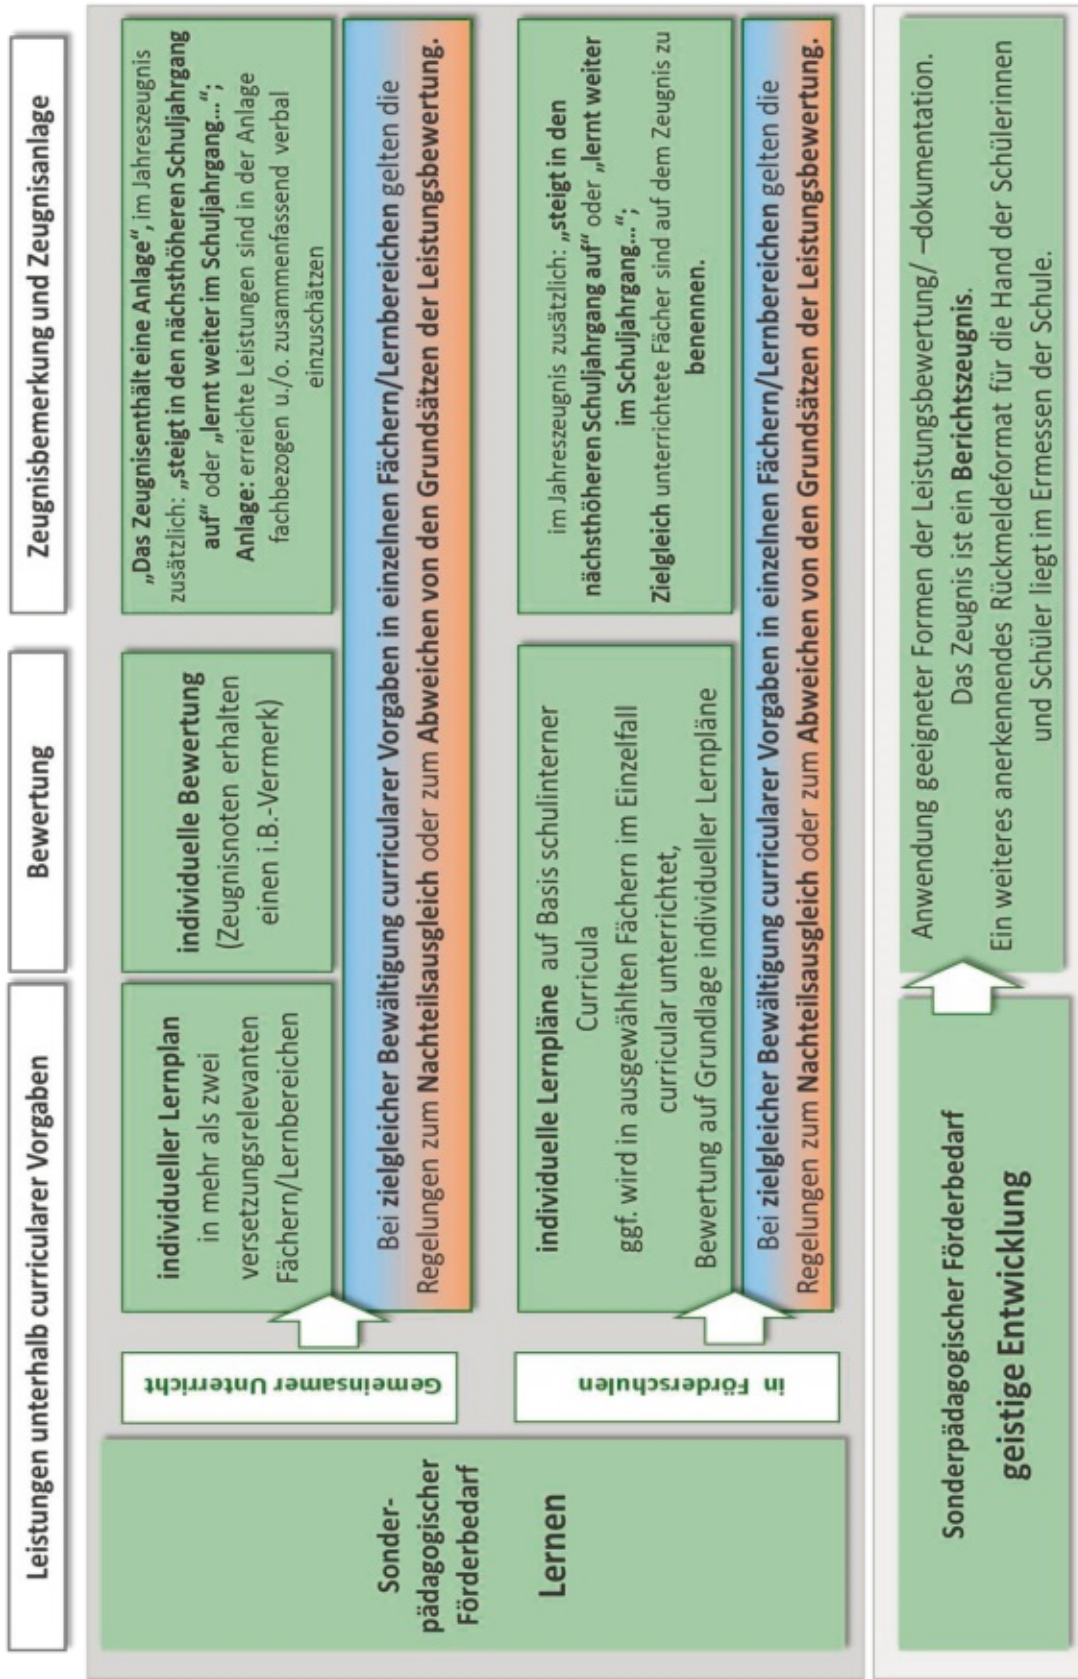 Leistungen unterhalb curricularer Vorgaben
Bewertung
Zeugnisbemerkung und Zeugnisanlage
Sonder-
pädagogischer
Förderbedarf
Lernen
Gemeinsamer Unterricht
individueller Lernplan
in mehr als zwei
versetzungsrelevanten
Fächern/Lernbereichen
individuelle Bewertung
(Zeugnisnoten erhalten
einen i.B.-Vermerk)
„Das Zeugnisenthält eine Anlage“, im Jahreszeugnis
zusätzlich: „steigt in den nächsthöheren Schuljahrgang
auf“ oder „lernt weiter im Schuljahrgang...“;
Anlage: erreichte Leistungen sind in der Anlage
fachbezogen u./o. zusammenfassend verbal
einzuschätzen
Bei zielgleicher Bewältigung curricularer Vorgaben in einzelnen Fächern/Lernbereichen gelten die
Regelungen zum Nachteilsausgleich oder zum Abweichen von den Grundsätzen der Leistungsbewertung.
in Förderschulen
individuelle Lernpläne auf Basis schulinterner
Curricula
ggf. wird in ausgewählten Fächern im Einzelfall
curricular unterrichtet,
Bewertung auf Grundlage individueller Lernpläne
im Jahreszeugnis zusätzlich: „steigt in den
nächsthöheren Schuljahrgang auf“ oder „lernt weiter
im Schuljahrgang...“;
Zielgleich unterrichtete Fächer sind auf dem Zeugnis zu
benennen.
Bei zielgleicher Bewältigung curricularer Vorgaben in einzelnen Fächern/Lernbereichen gelten die
Regelungen zum Nachteilsausgleich oder zum Abweichen von den Grundsätzen der Leistungsbewertung.
Sonderpädagogischer Förderbedarf
geistige Entwicklung
Anwendung geeigneter Formen der Leistungsbewertung/ –dokumentation.
Das Zeugnis ist ein Berichtszeugnis.
Ein weiteres anerkennendes Rückmeldeformat für die Hand der Schülerinnen
und Schüler liegt im Ermessen der Schule.